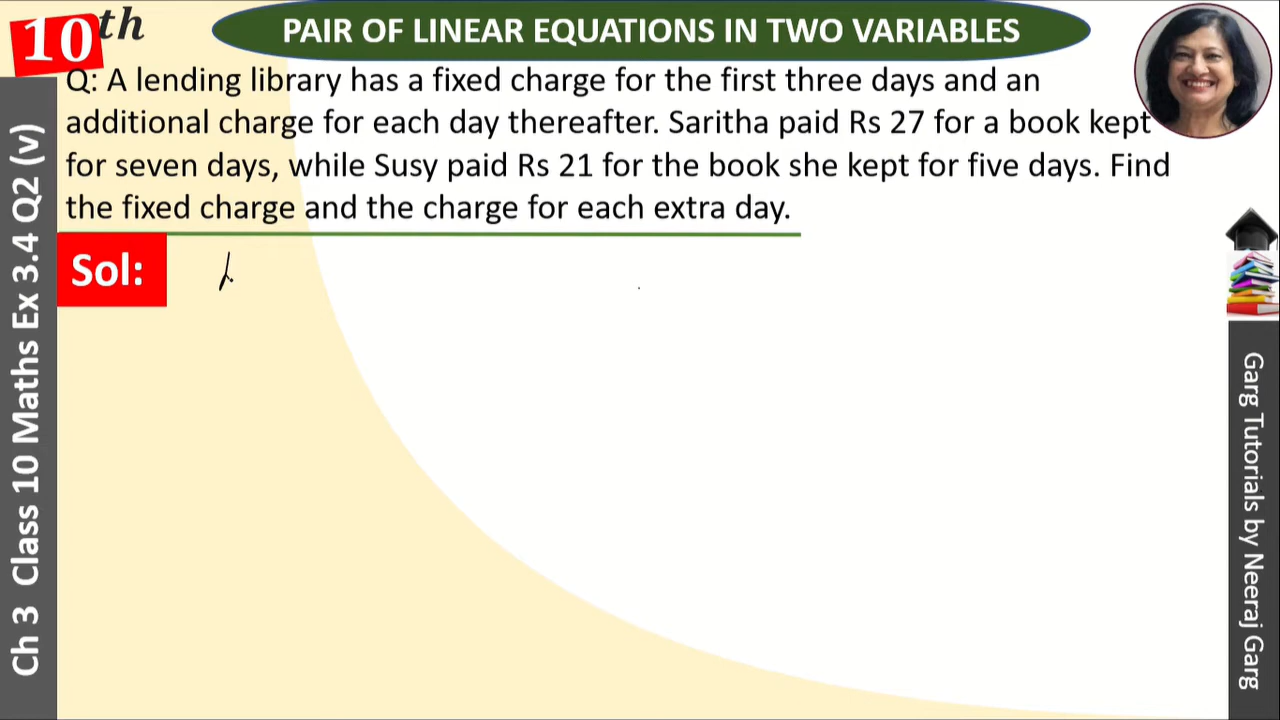 10th
PAIR OF LINEAR EQUATIONS IN TWO VARIABLES
Q: A lending library has a fixed charge for the first three days and an
additional charge for each day thereafter. Saritha paid Rs 27 for a book kept
for seven days, while Susy paid Rs 21 for the book she kept for five days. Find
the fixed charge and the charge for each extra day.
Sol:
Ch 3 Class 10 Maths Ex 3.4 Q2 (v)
Garg Tutorials by Neeraj Garg